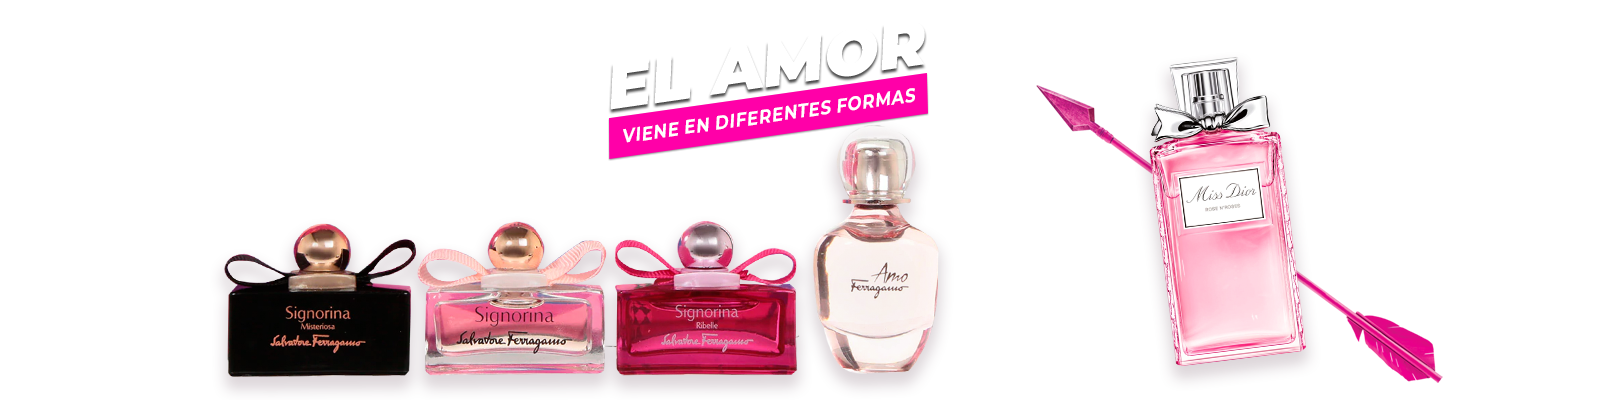 EL AMOR
VIENE EN DIFERENTES FORMAS
Signorina
Misteriosa
Salvatore Ferragamo
Signorina
Salvatore Ferragamo
Signorina
Ribelle
Salvatore Ferragamo
Amo
Ferragamo
Miss Dior
ROSE N'ROSES